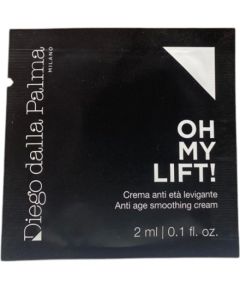 Diego dalla Palma
MILANO
OH
MY
LIFT!
Crema anti età levigante
Anti age smoothing cream
2 ml | 0.1 fl. oz.